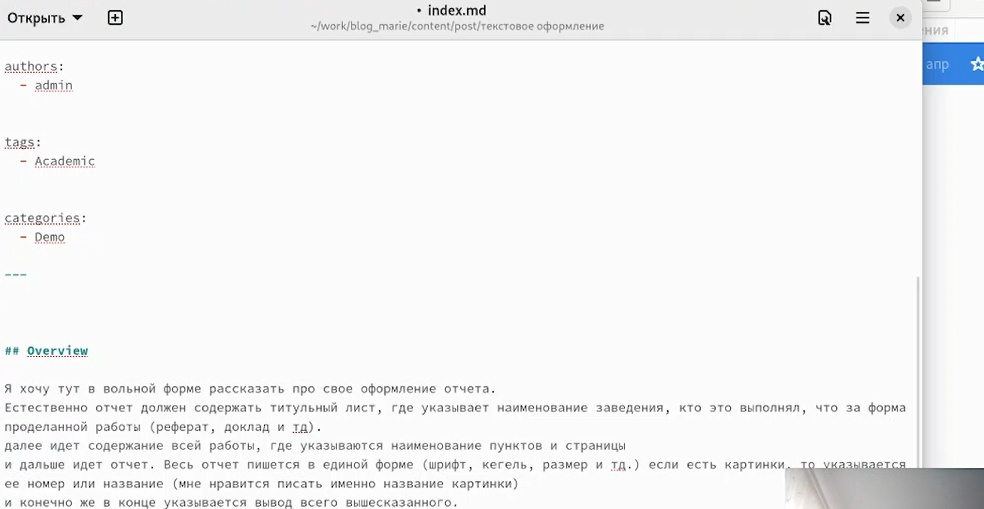 Открыть
• index.md
~/work/blog_marie/content/post/текстовое оформление
ния
апр
authors:
- admin
tags:
- Academic
categories:
- Demo
---
## Overview
Я хочу тут в вольной форме рассказать про свое оформление отчета.
Естественно отчет должен содержать титульный лист, где указывает наименование заведения, кто это выполнял, что за форма
проделанной работы (реферат, доклад и тд).
далее идет содержание всей работы, где указываются наименование пунктов и страницы
и дальше идет отчет. Весь отчет пишется в единой форме (шрифт, кегель, размер и тд.) если есть картинки, то указывается
ее номер или название (мне нравится писать именно название картинки)
и конечно же в конце указывается вывод всего вышесказанного.